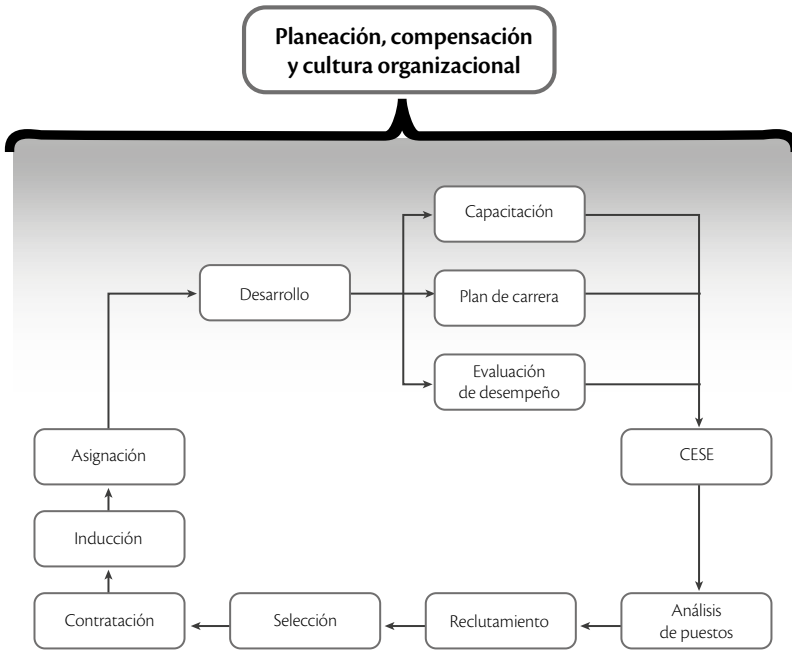 Planeación, compensación
y cultura organizacional
Capacitación
Desarrollo
Plan de carrera
Evaluación
de desempeño
Asignación
CESE
Inducción
Contratación
Selección
Reclutamiento
Análisis
de puestos